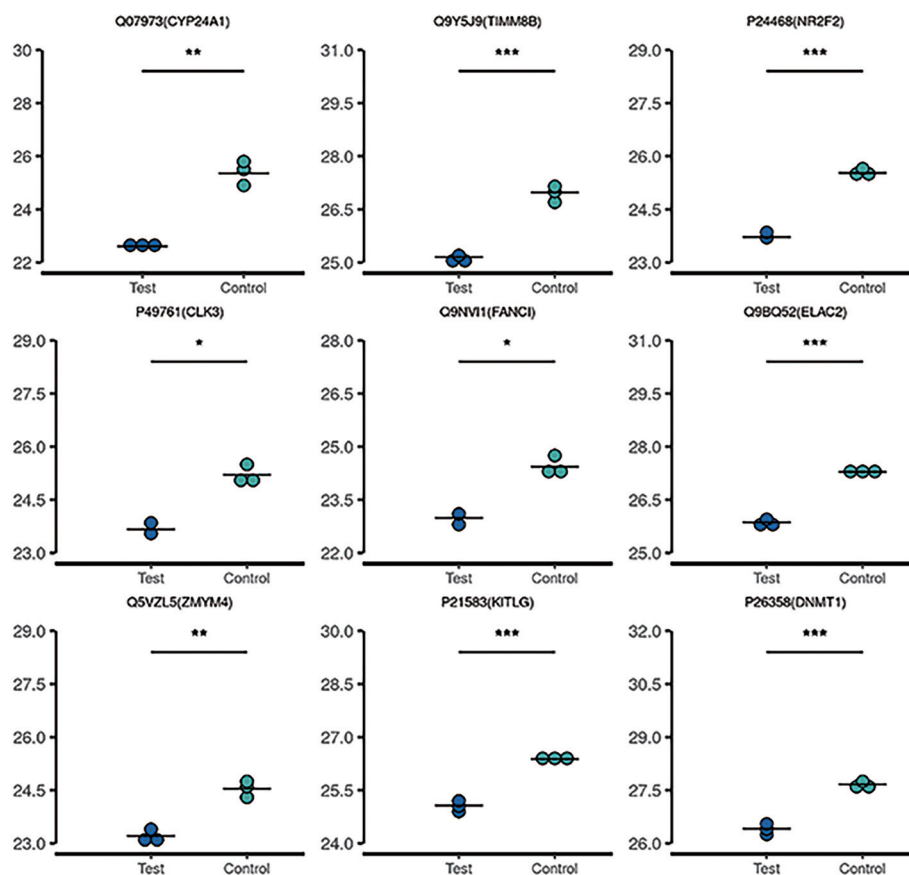 Q07973(CYP24A1)
30
28
26
24
22
**
Test
Control
Q9Y5J9(TIMM8B)
31.0
29.5
28.0
26.5
25.0
***
Test
Control
P24468(NR2F2)
29.0
27.5
26.0
24.5
23.0
***
Test
Control
P49761(CLK3)
29.0
27.5
26.0
24.5
23.0
*
Test
Control
Q9NVI1(FANCI)
28.0
26.5
25.0
23.5
22.0
*
Test
Control
Q9BQ52(ELAC2)
31.0
29.5
28.0
26.5
25.0
***
Test
Control
Q5VZL5(ZMYM4)
29.0
27.5
26.0
24.5
23.0
**
Test
Control
P21583(KITLG)
30.0
28.5
27.0
25.5
24.0
***
Test
Control
P26358(DNMT1)
32.0
30.5
29.0
27.5
26.0
***
Test
Control